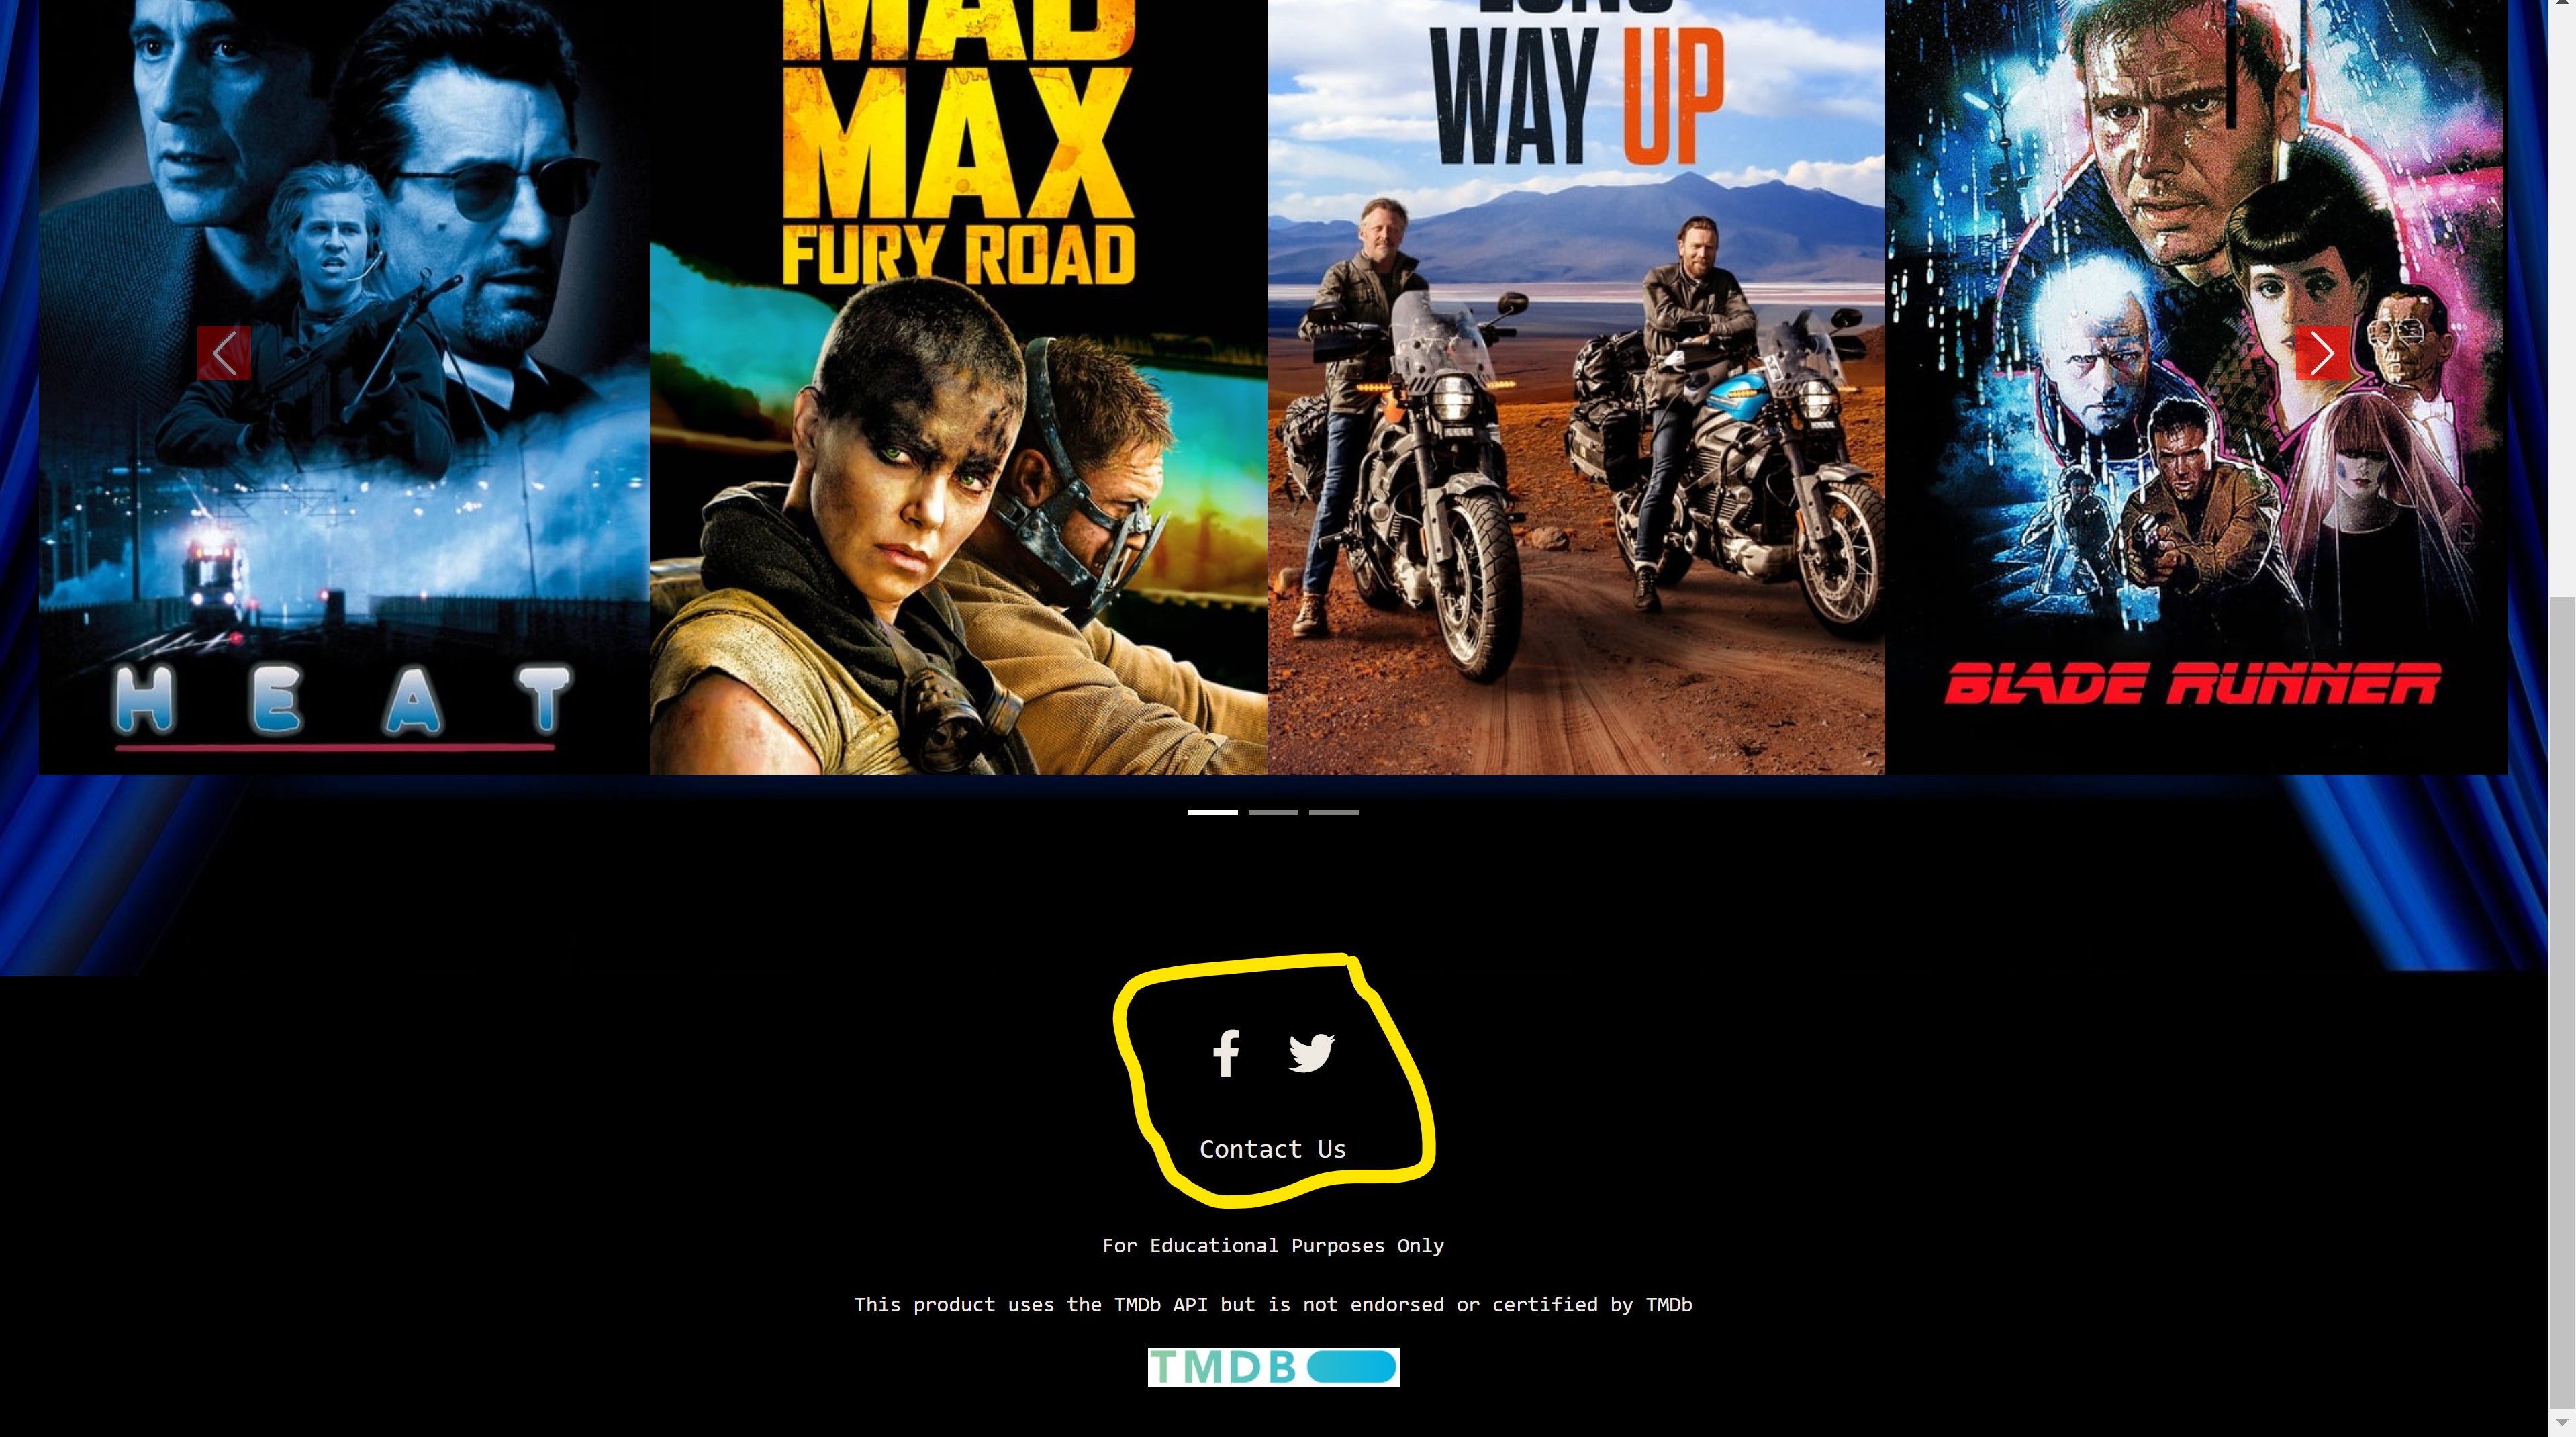 MAD
MAX
FURY ROAD
WAY UP
HEAT
BLADE RUNNER
Contact Us
For Educational Purposes Only
This product uses the TMDb API but is not endorsed or certified by TMDb
TMDB